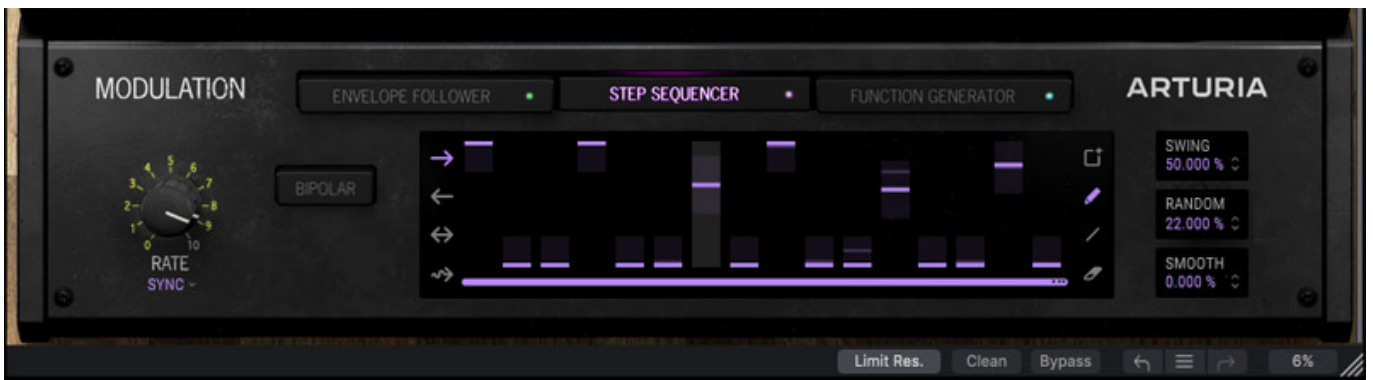 MODULATION
ENVELOPE FOLLOWER
STEP SEQUENCER
FUNCTION GENERATOR
ARTURIA
0 1 2 3 4 5 6 7 8 9 10
RATE
SYNC
BIPOLAR
SWING
50.000 %
RANDOM
22.000 %
SMOOTH
0.000 %
Limit Res.
Clean
Bypass
6%